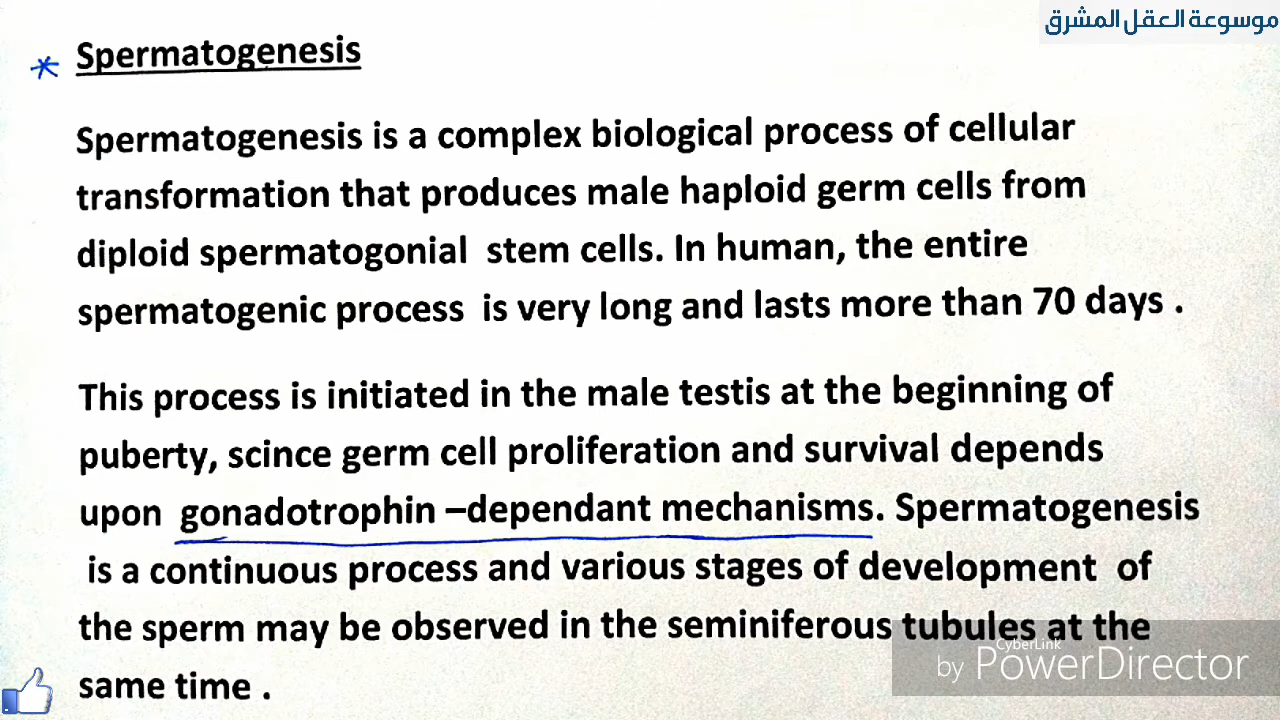 موسوعة العقل المشرق
* Spermatogenesis
Spermatogenesis is a complex biological process of cellular
transformation that produces male haploid germ cells from
diploid spermatogonial stem cells. In human, the entire
spermatogenic process is very long and lasts more than 70 days .
This process is initiated in the male testis at the beginning of
puberty, scince germ cell proliferation and survival depends
upon gonadotrophin –dependant mechanisms. Spermatogenesis
is a continuous process and various stages of development of
the sperm may be observed in the seminiferous tubules at the
same time .
CyberLink
by PowerDirector